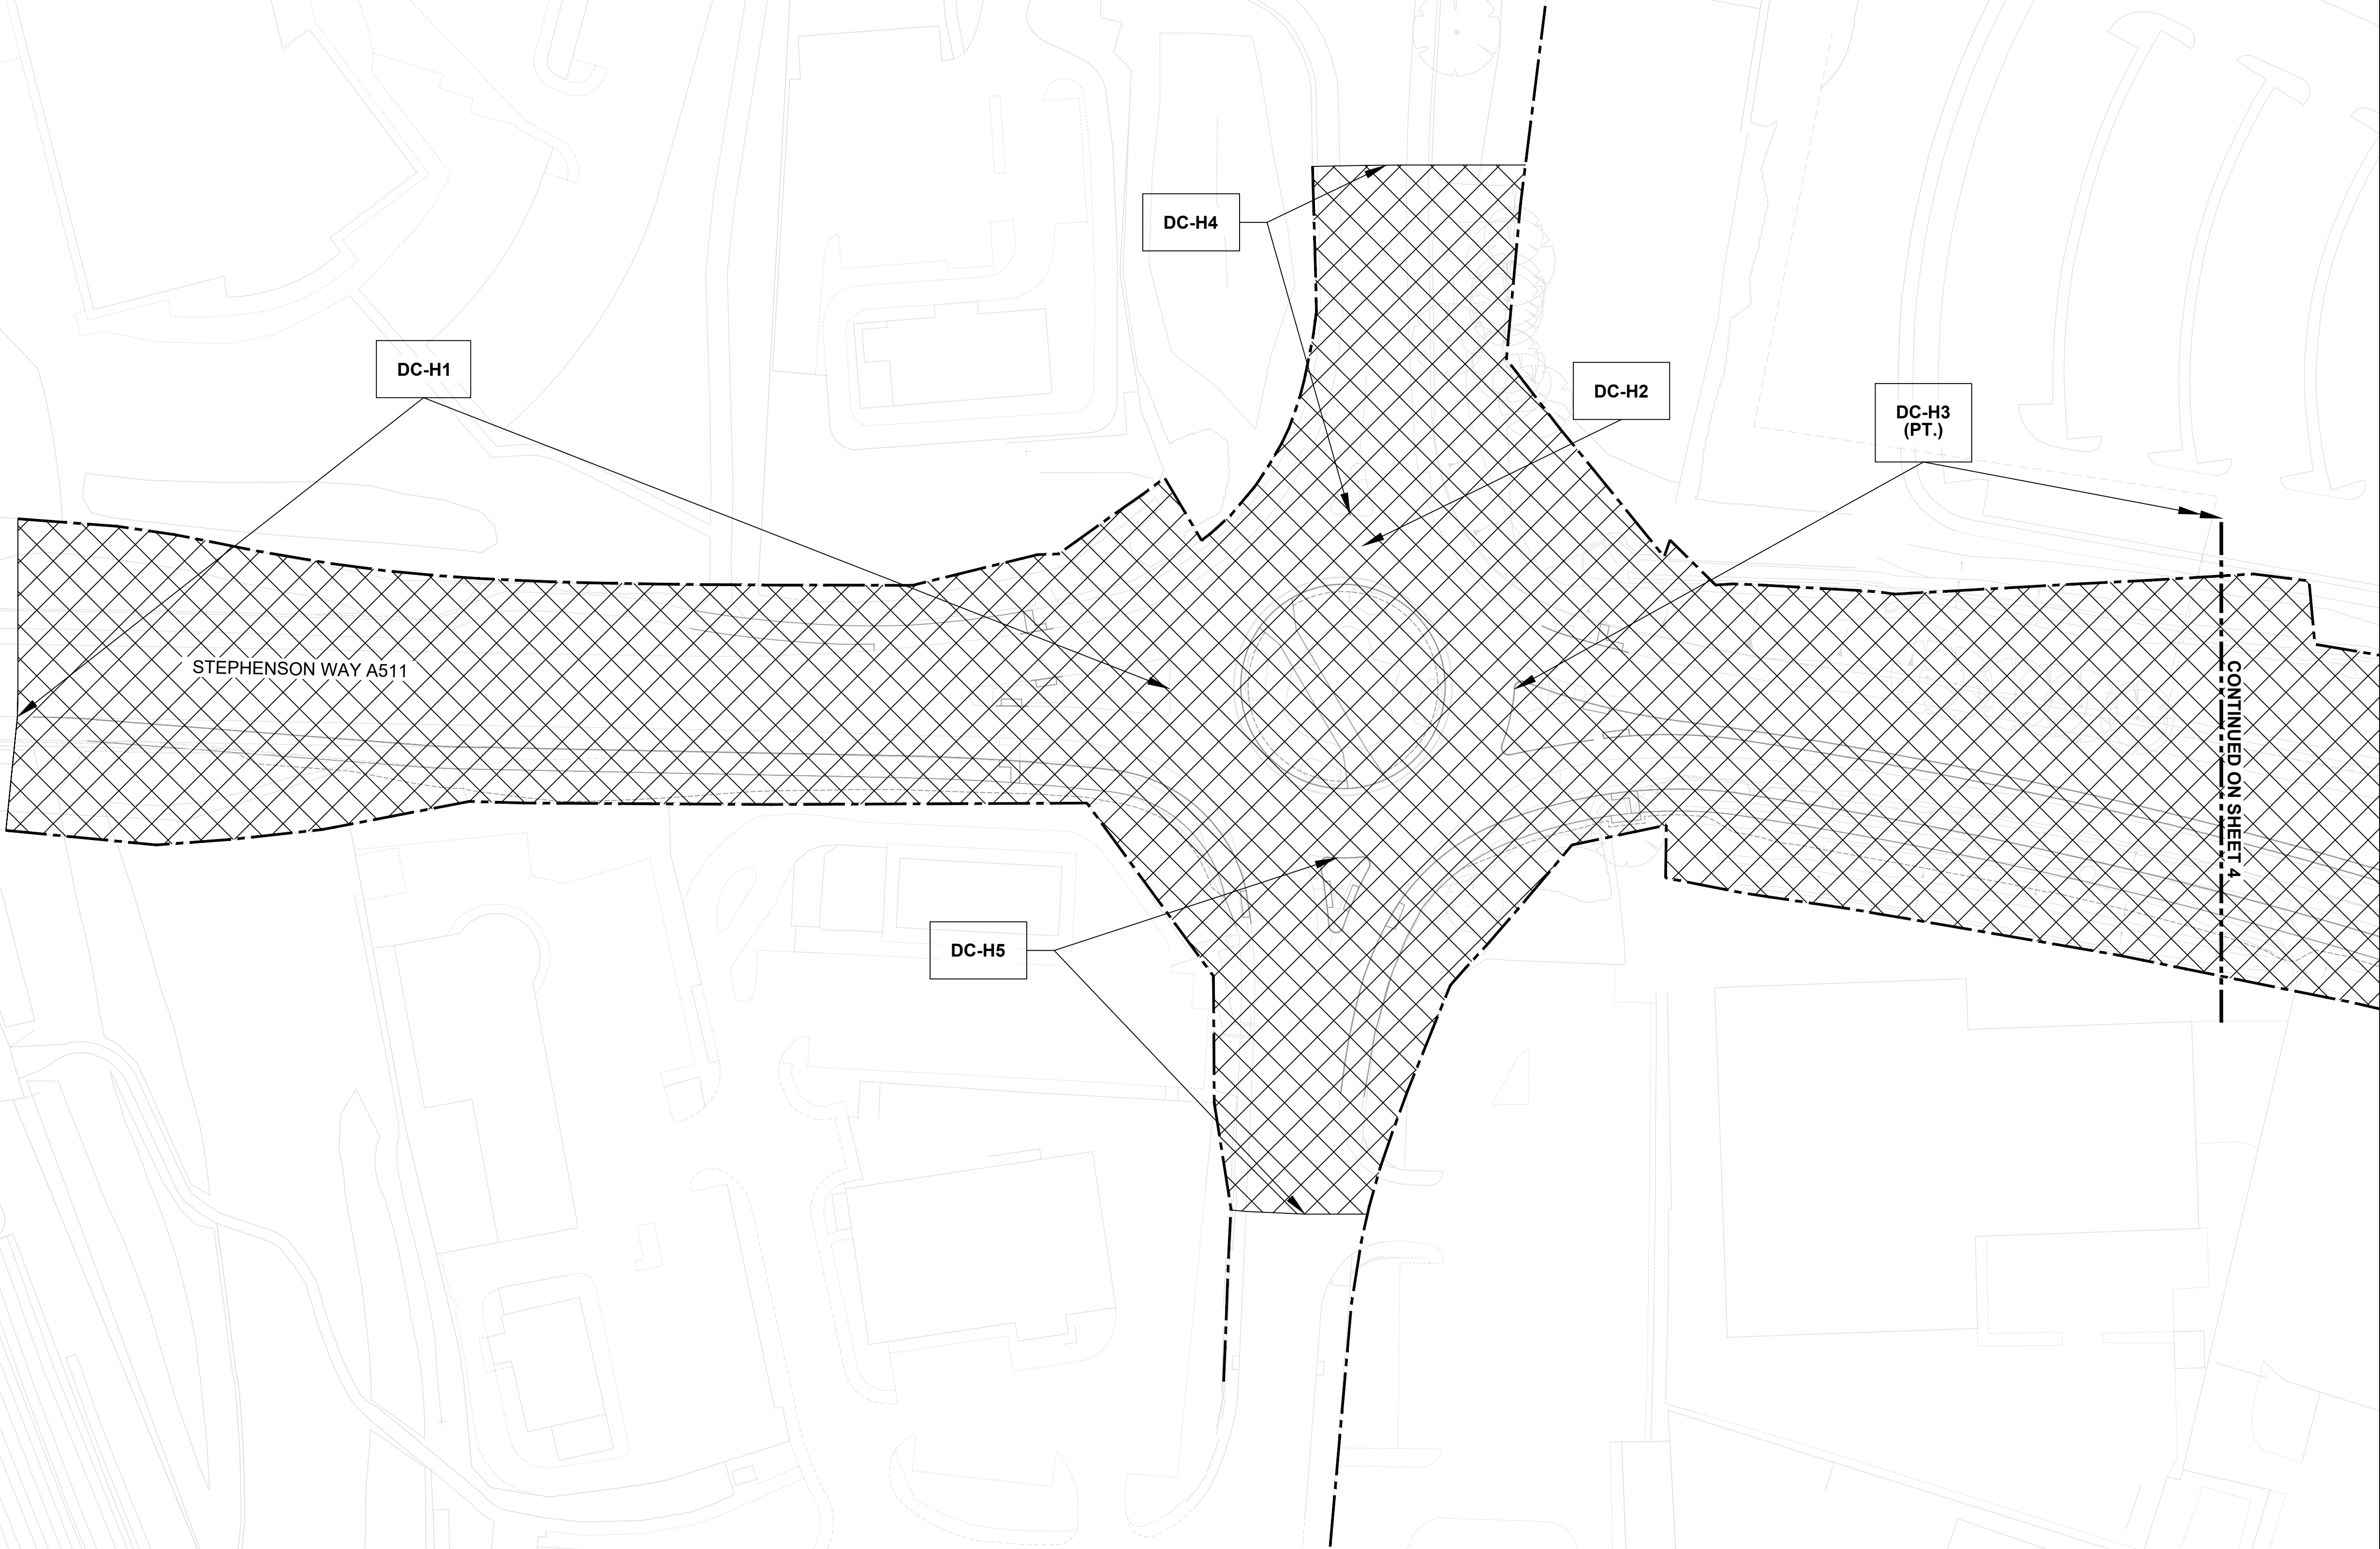 DC-H4
DC-H1
DC-H2
DC-H3
(PT.)
STEPHENSON WAY A511
CONTINUED ON SHEET 4
DC-H5